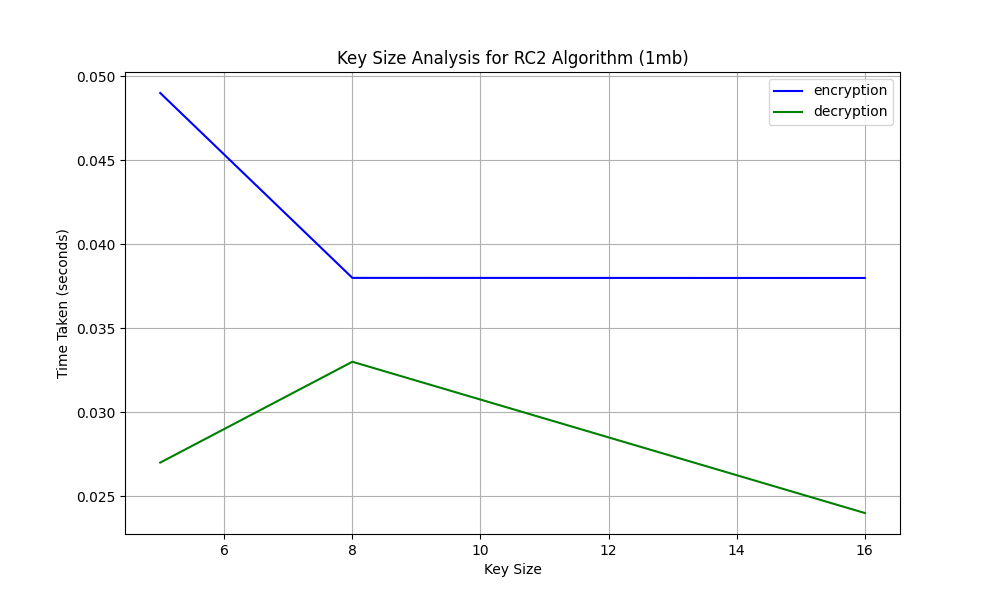 Key Size Analysis for RC2 Algorithm (1mb)
encryption
decryption
0.050
0.045
0.040
0.035
0.030
0.025
Time Taken (seconds)
6 8 10 12 14 16
Key Size